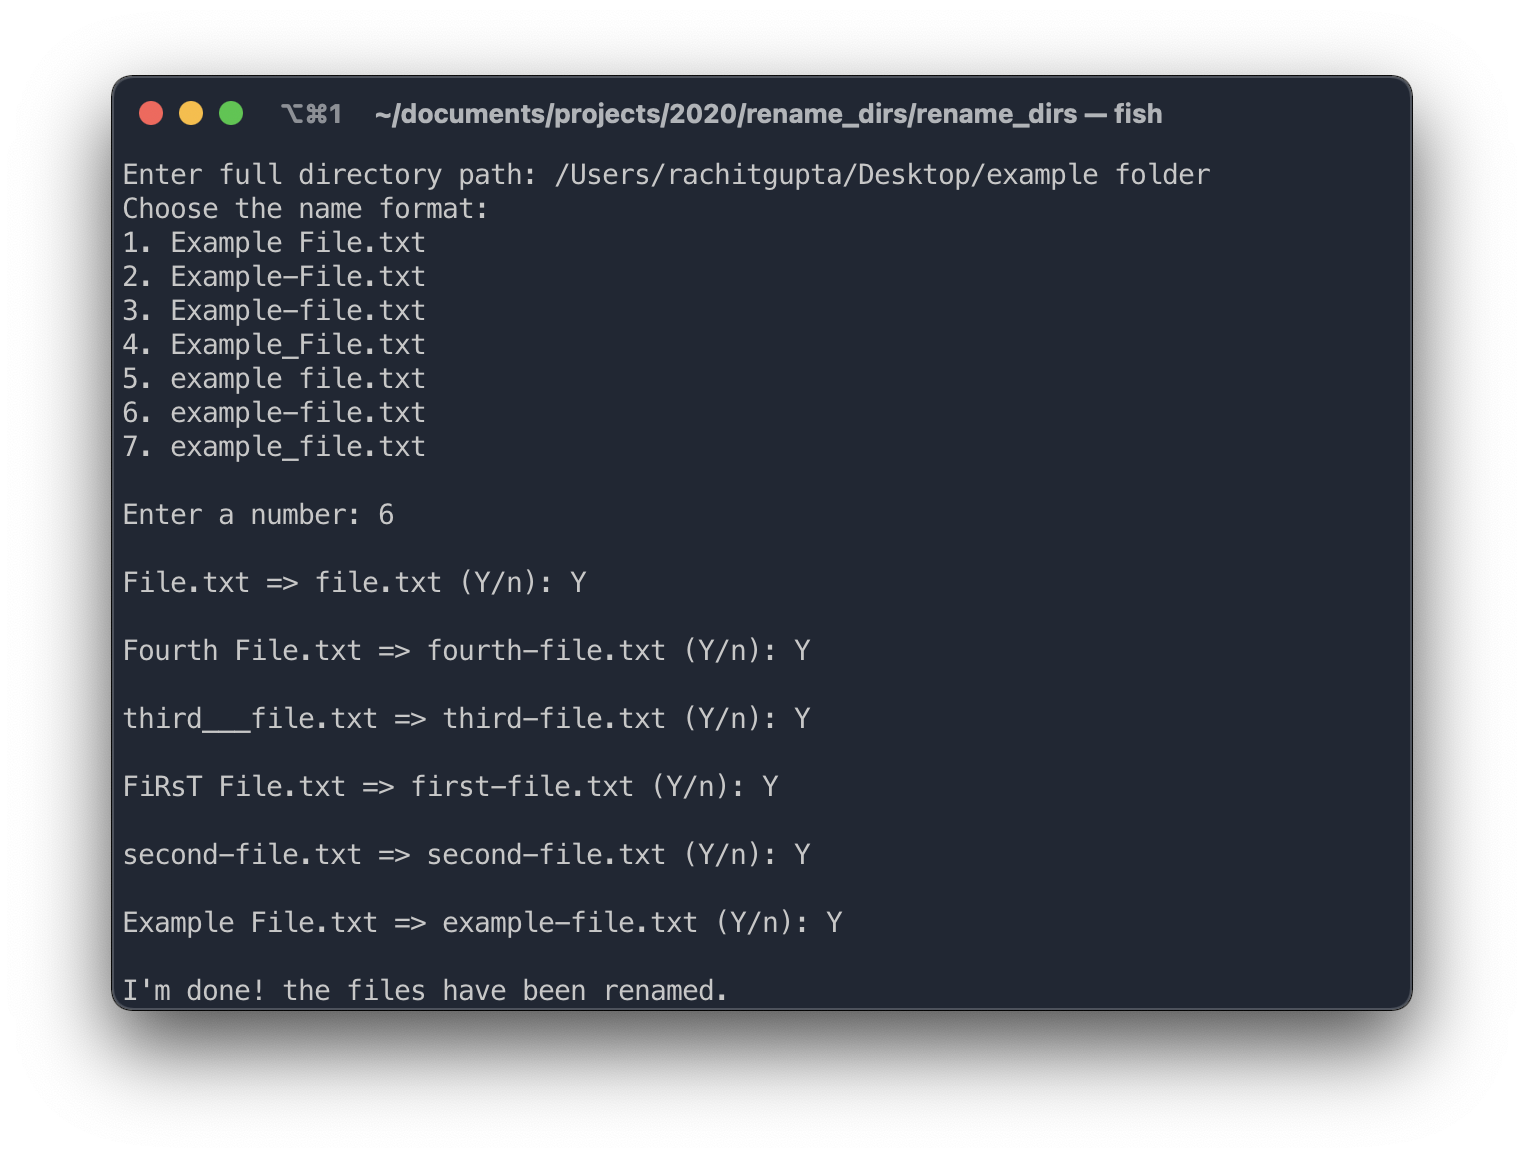 ⌥⌘1 ~/documents/projects/2020/rename_dirs/rename_dirs — fish
Enter full directory path: /Users/rachitgupta/Desktop/example folder
Choose the name format:
1. Example File.txt
2. Example-File.txt
3. Example-file.txt
4. Example_File.txt
5. example file.txt
6. example-file.txt
7. example_file.txt
Enter a number: 6
File.txt => file.txt (Y/n): Y
Fourth File.txt => fourth-file.txt (Y/n): Y
third___file.txt => third-file.txt (Y/n): Y
FiRsT File.txt => first-file.txt (Y/n): Y
second-file.txt => second-file.txt (Y/n): Y
Example File.txt => example-file.txt (Y/n): Y
I'm done! the files have been renamed.